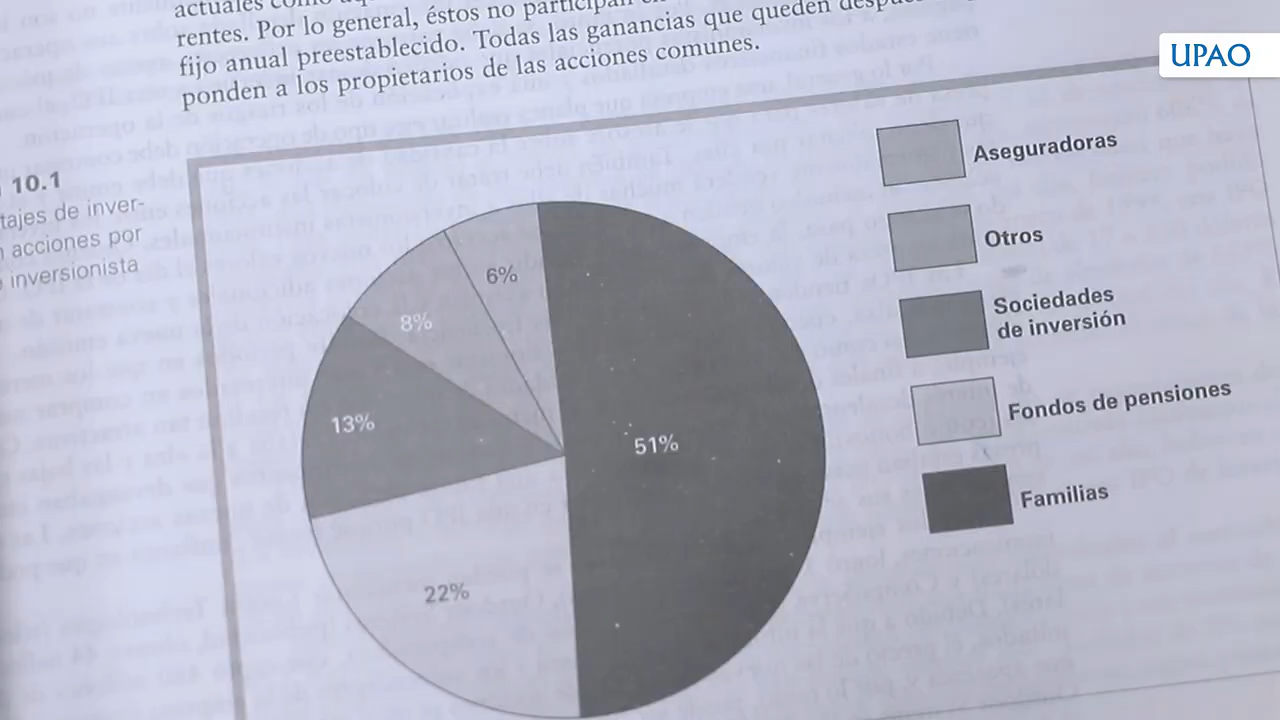 actuales como
rentes. Por lo general, éstos no participan
fijo anual preestablecido. Todas las ganancias que queden
ponden a los propietarios de las acciones comunes.
UPAO
10.1
tajes de inver-
acciones por
inversionista
6%
8%
13%
51%
22%
Aseguradoras
Otros
Sociedades
de inversión
Fondos de pensiones
Familias